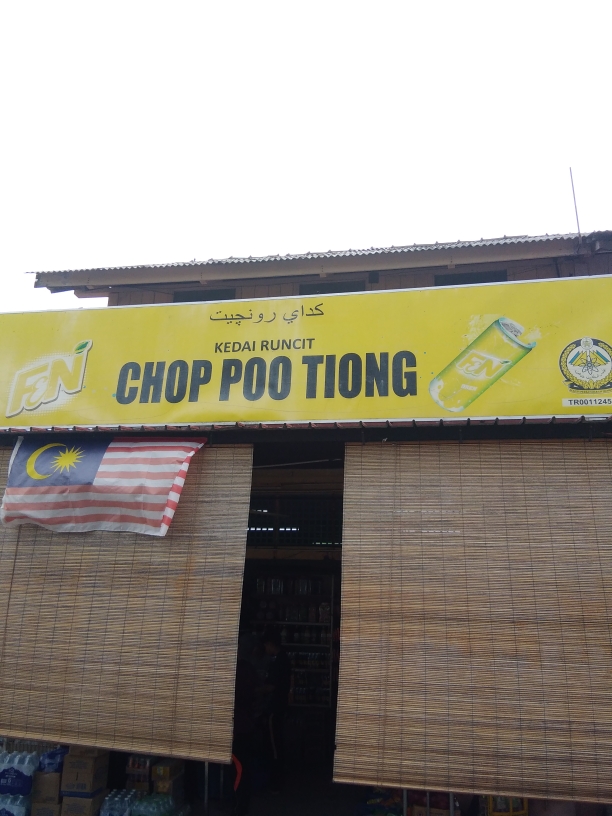 كداي رونچيت
KEDAI RUNCIT
CHOP POO TIONG
F&N
F&N
TR0011245